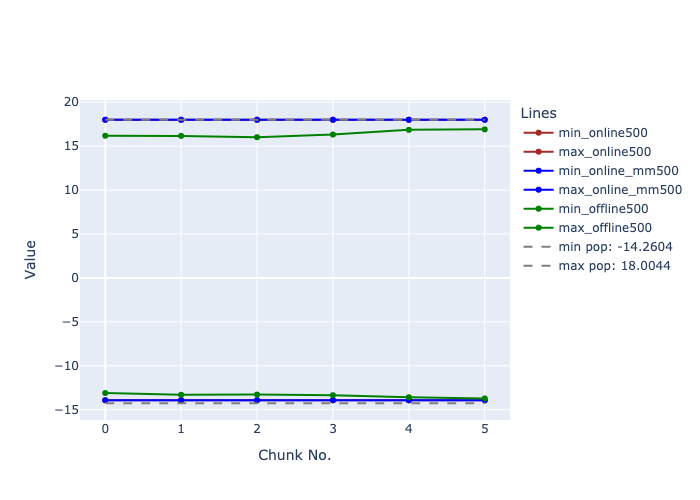 20
15
10
5
0
−5
−10
−15
Value
0 1 2 3 4 5
Chunk No.
Lines
min_online500
max_online500
min_online_mm500
max_online_mm500
min_offline500
max_offline500
min pop: -14.2604
max pop: 18.0044